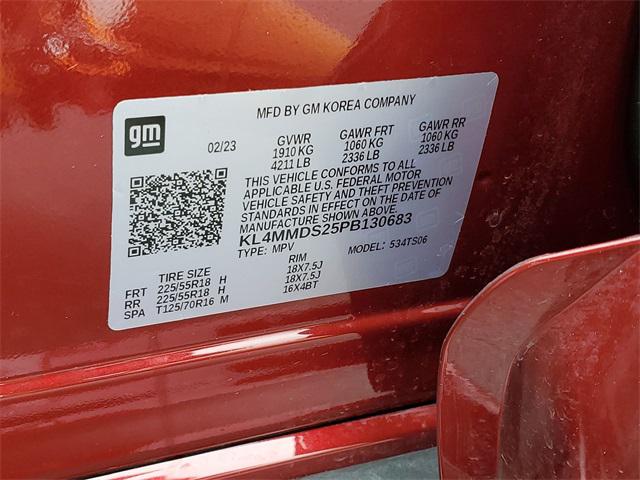 MFD BY GM KOREA COMPANY
gm
02/23
GVWR GAWR FRT GAWR RR
1910 KG 1060 KG 1060 KG
4211 LB 2336 LB 2336 LB
THIS VEHICLE CONFORMS TO ALL
APPLICABLE U.S. FEDERAL MOTOR
VEHICLE SAFETY AND THEFT PREVENTION
STANDARDS IN EFFECT ON THE DATE OF
MANUFACTURE SHOWN ABOVE.
KL4MMDS25PB130683
TYPE: MPV MODEL: 534TS06
TIRE SIZE RIM
FRT 225/55R18 H 18X7.5J
RR 225/55R18 H 18X7.5J
SPA T125/70R16 M 16X4BT